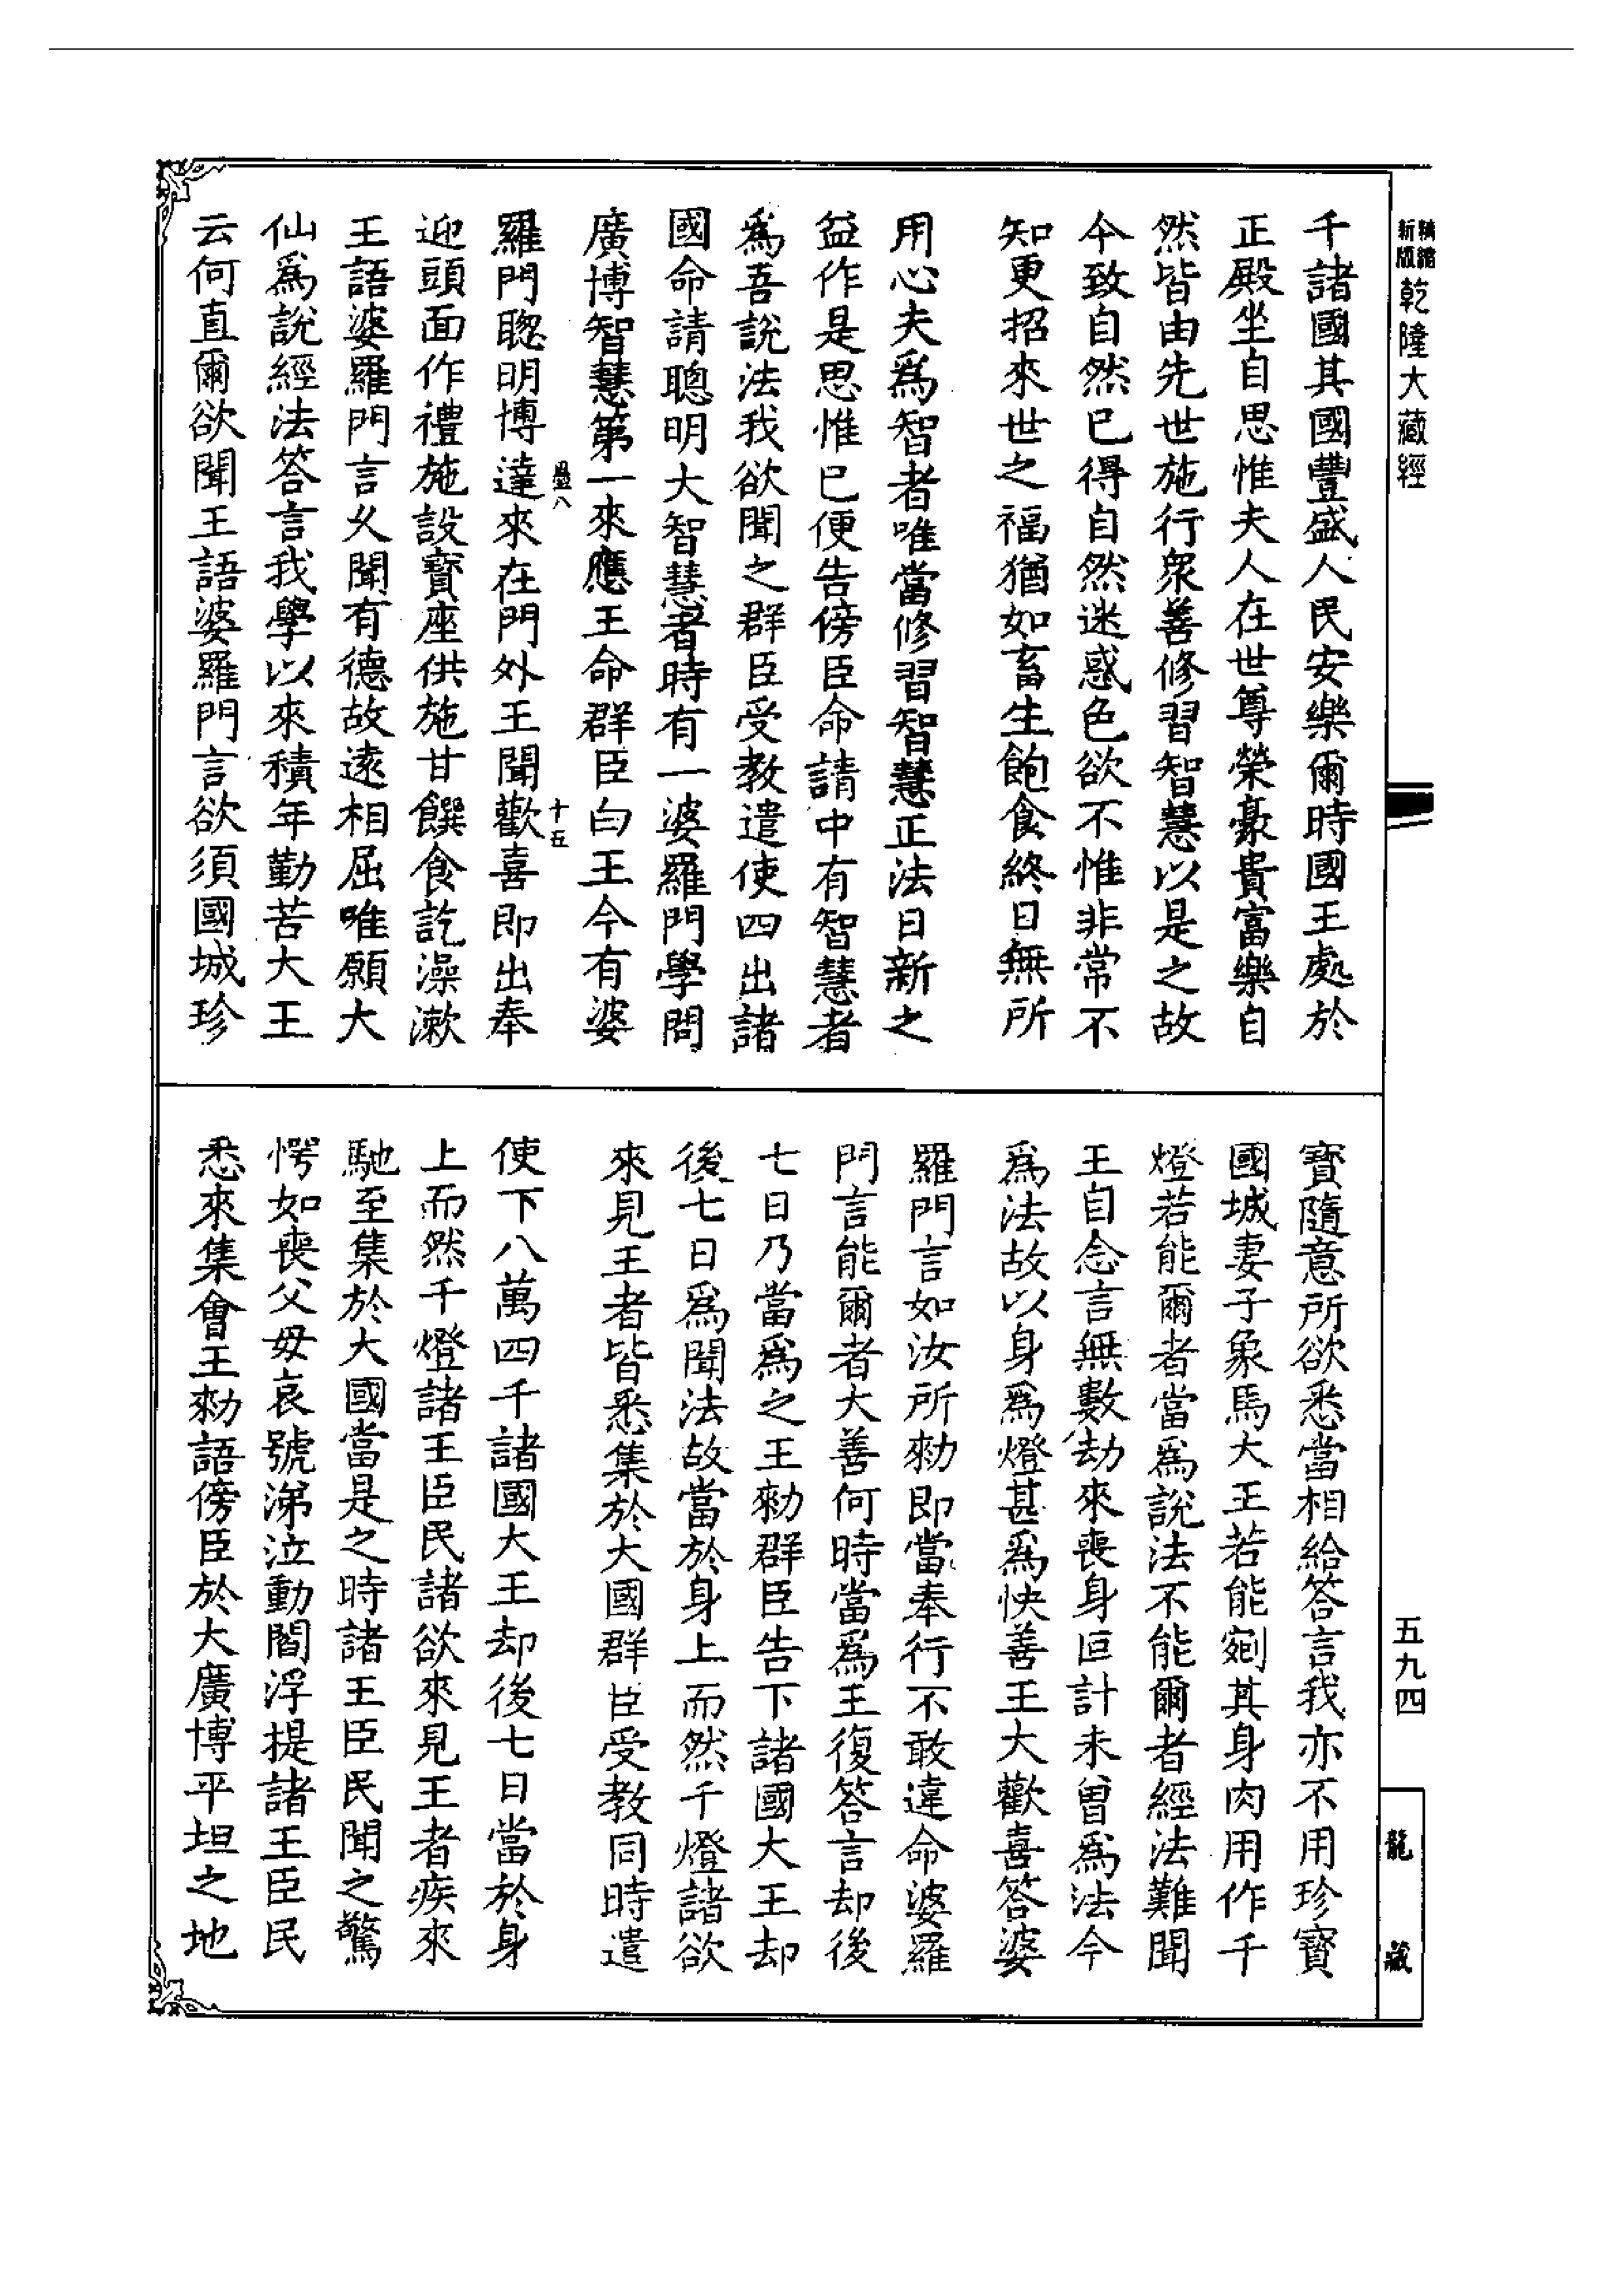 精縮新版乾隆大藏經
千諸國其國豐盛人民安樂爾時國王處於
正殿坐自思惟夫人在世尊榮豪貴富樂自
然皆由先世施行衆善修習智慧以是之故
今致自然已得自然迷惑色欲不惟非常不
知更招來世之福猶如畜生飽食終日無所
用心夫爲智者唯當修習智慧正法日新之
益作是思惟已便告傍臣命請中有智慧者
爲吾說法我欲聞之群臣受教遣使四出諸
國命請聰明大智慧者時有一婆羅門學問
廣博智慧第一來應王命群臣白王今有婆
羅門聦明博達來在門外王聞歡喜即出奉
迎頭面作禮施設寶座供施甘饌食訖澡漱
王語婆羅門言久聞有德故遠相屈唯願大
仙爲說經法答言我學以來積年勤苦大王
云何直爾欲聞王語婆羅門言欲須國城珍
寶隨意所欲悉當相給答言我亦不用珍寶
國城妻子象馬大王若能剜其身肉用作千
燈若能爾者當爲說法不能爾者經法難聞
王自念言無數劫來喪身叵計未曾爲法今
爲法故以身爲燈甚爲快善王大歡喜答婆
羅門言如汝所勑即當奉行不敢違命婆羅
門言能爾者大善何時當爲王復答言却後
七日乃當爲之王勑群臣告下諸國大王却
後七日爲聞法故當於身上而然千燈諸欲
來見王者皆悉集於大國群臣受教同時遣
使下八萬四千諸國大王却後七日當於身
上而然千燈諸王臣民諸欲來見王者疾來
馳至集於大國當是之時諸王臣民聞之驚
愕如喪父母哀號涕泣動閻浮提諸王臣民
悉來集會王勑語傍臣於大廣博平坦之地
五九四
龍藏